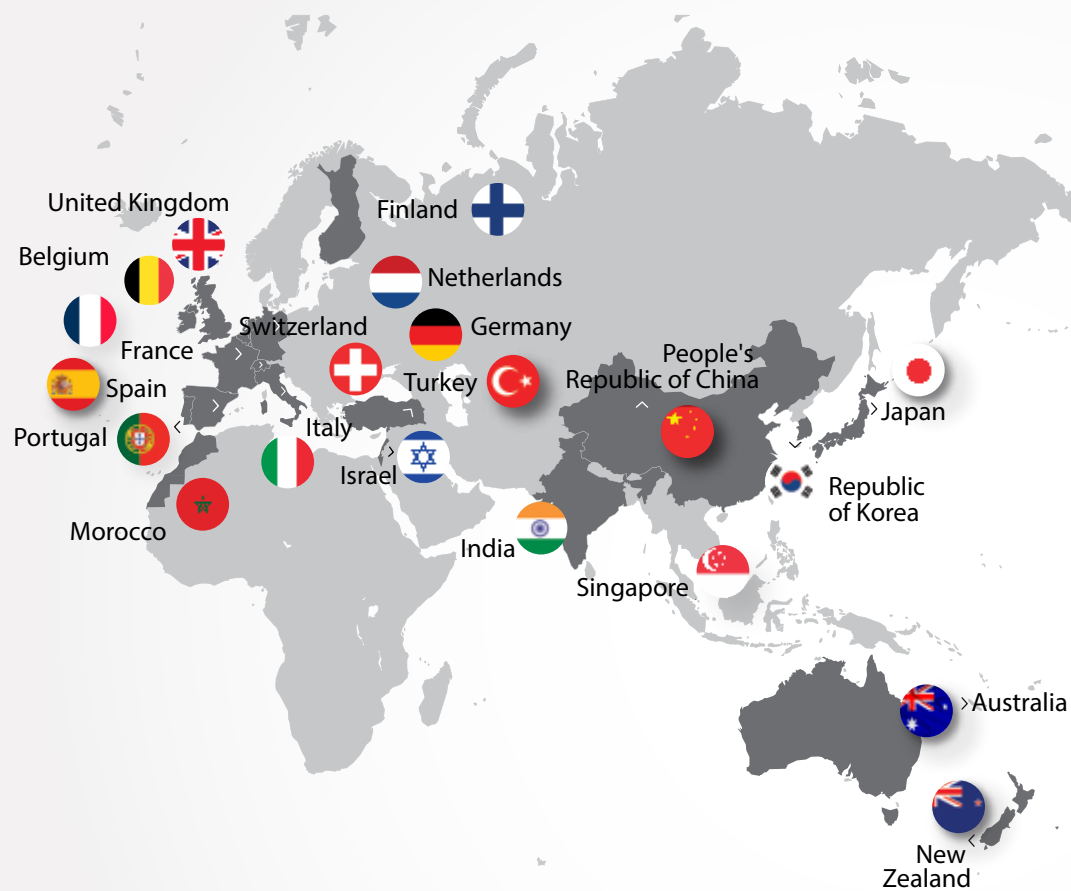 United Kingdom
Finland
Belgium
Netherlands
Switzerland
Germany
France
People's
Republic of China
Turkey
Spain
Japan
Italy
Portugal
Israel
Republic
of Korea
Morocco
India
Singapore
Australia
New
Zealand